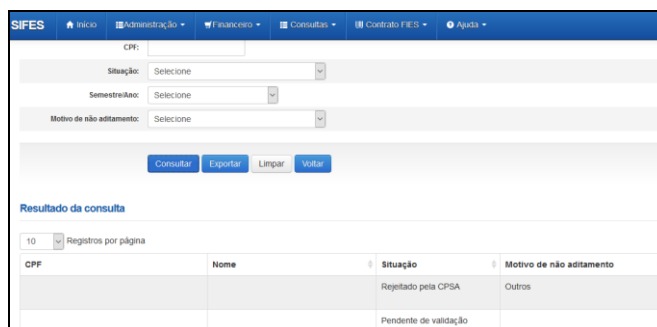 SIFES Início Administração Financeiro Consultas Contrato FIES Ajuda
CPF:
Situação: Selecione
Semestre/Ano: Selecione
Motivo de não aditamento: Selecione
Consultar Exportar Limpar Voltar
Resultado da consulta
10 Registros por página
CPF Nome Situação Motivo de não aditamento
Rejeitado pela CPSA Outros
Pendente de validação